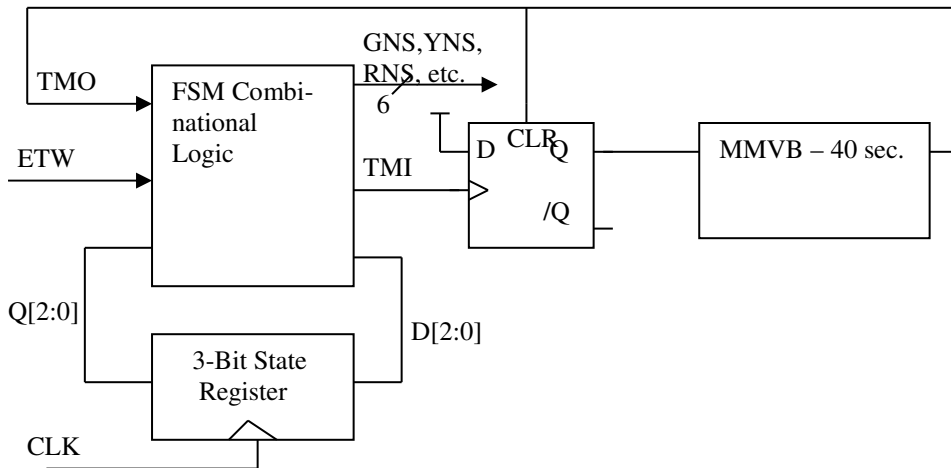 GNS,YNS,
RNS, etc.
6
TMO
FSM Combi-
national
Logic
ETW
TMI
D
CLR
Q
/Q
MMVB – 40 sec.
Q[2:0]
D[2:0]
3-Bit State
Register
CLK